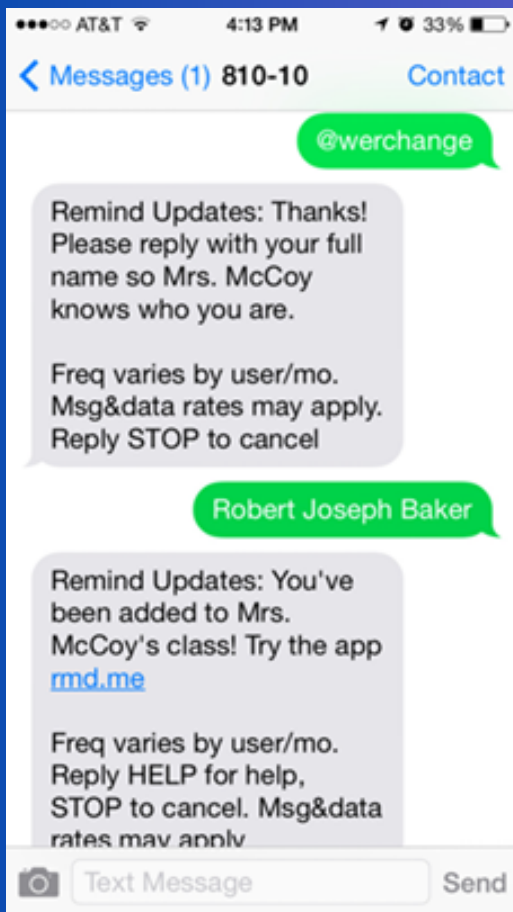 AT&T 4:13 PM 33%
Messages (1) 810-10 Contact
@werchange
Remind Updates: Thanks!
Please reply with your full
name so Mrs. McCoy
knows who you are.
Freq varies by user/mo.
Msg&data rates may apply.
Reply STOP to cancel
Robert Joseph Baker
Remind Updates: You've
been added to Mrs.
McCoy's class! Try the app
rmd.me
Freq varies by user/mo.
Reply HELP for help,
STOP to cancel. Msg&data
rates may apply
Text Message Send